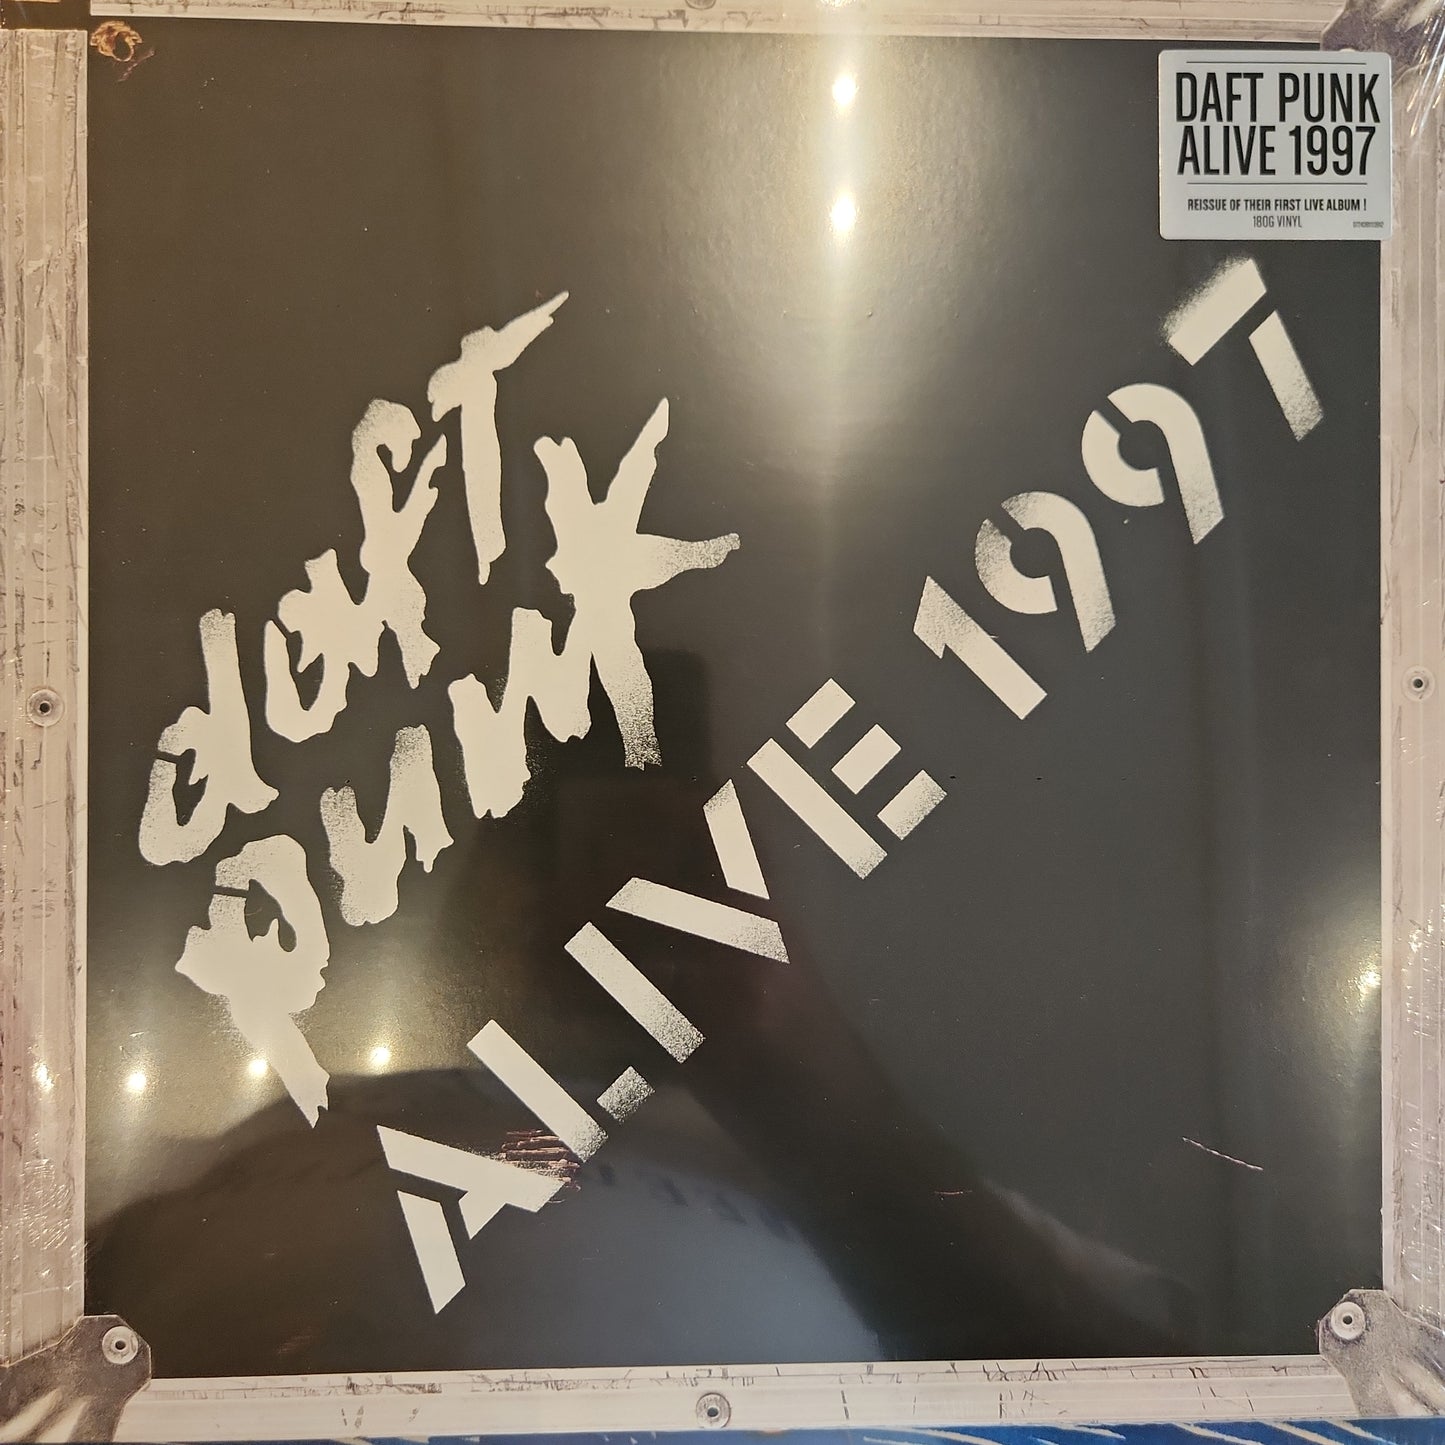 DAFT PUNK
ALIVE 1997
REISSUE OF THEIR FIRST LIVE ALBUM !
180G VINYL
daft
punk
ALIVE 1997